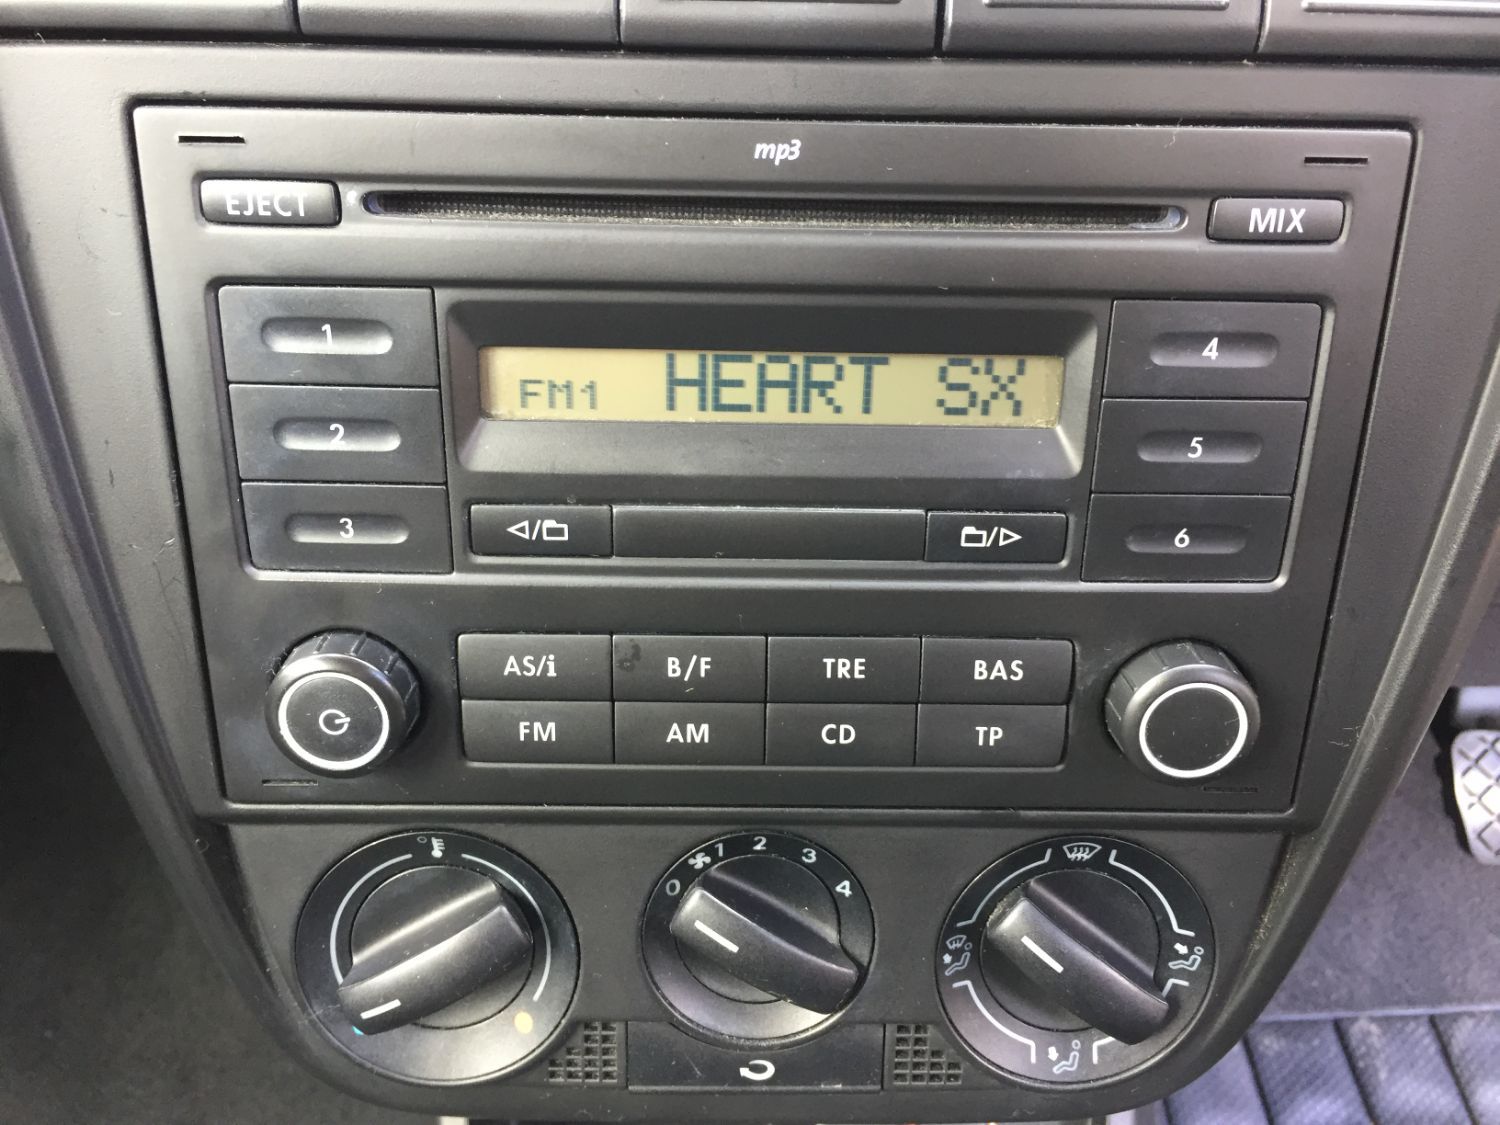 mp3
EJECT
MIX
1
4
FM1 HEART SX
2
5
3
6
AS/i B/F TRE BAS
FM AM CD TP
0 1 2 3 4